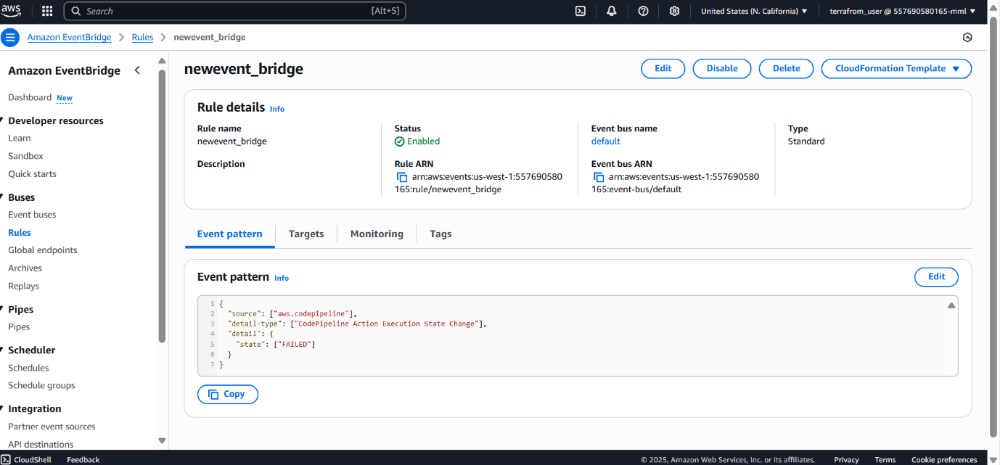 aws
Search
[Alt+S]
United States (N. California) ▼
terrafrom_user @ 557690580165-mml ▼
Amazon EventBridge > Rules > newevent_bridge
Amazon EventBridge
Dashboard New
Developer resources
Learn
Sandbox
Quick starts
Buses
Event buses
Rules
Global endpoints
Archives
Replays
Pipes
Pipes
Scheduler
Schedules
Schedule groups
Integration
Partner event sources
API destinations
newevent_bridge
Edit
Disable
Delete
CloudFormation Template ▼
Rule details Info
Rule name
newevent_bridge
Description
Status
Enabled
Rule ARN
arn:aws:events:us-west-1:557690580
165:rule/newevent_bridge
Event bus name
default
Event bus ARN
arn:aws:events:us-west-1:557690580
165:event-bus/default
Type
Standard
Event pattern
Targets
Monitoring
Tags
Event pattern Info
Edit
1 {
2   "source": ["aws.codepipeline"],
3   "detail-type": ["CodePipeline Action Execution State Change"],
4   "detail": {
5     "state": ["FAILED"]
6   }
7 }
Copy
CloudShell
Feedback
© 2025, Amazon Web Services, Inc. or its affiliates.
Privacy
Terms
Cookie preferences